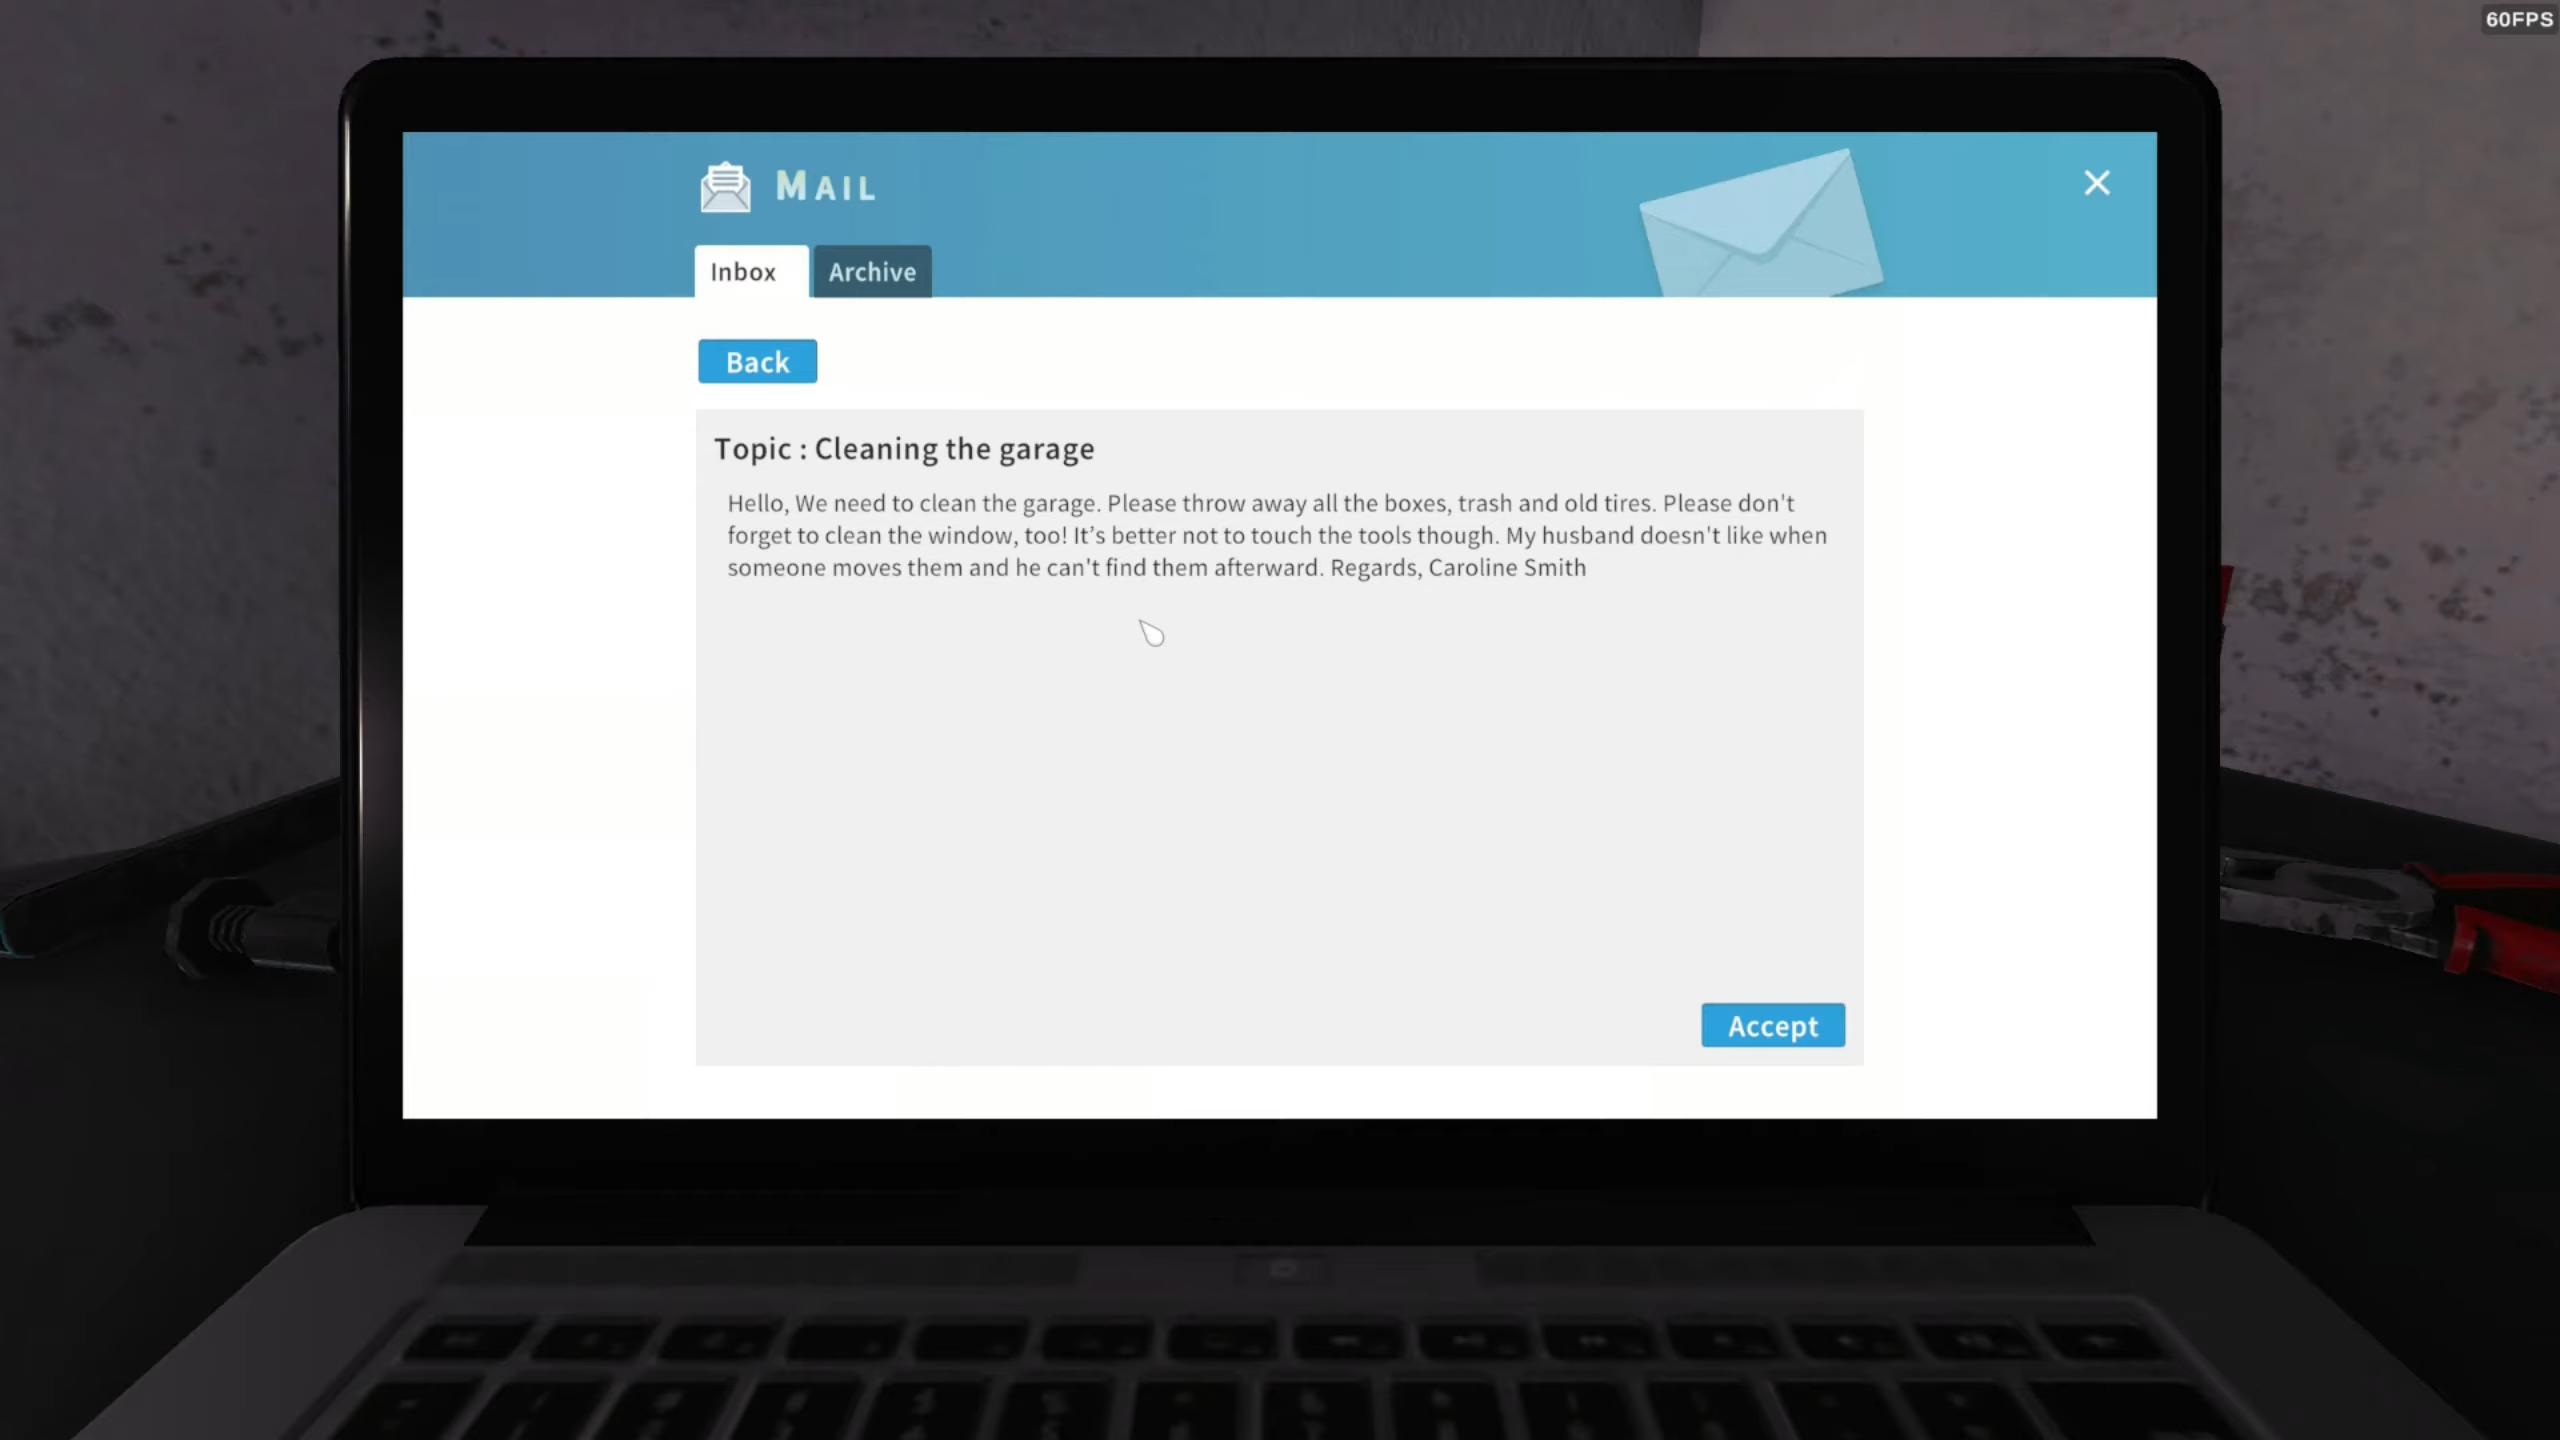 60FPS
MAIL
Inbox
Archive
Back
Topic : Cleaning the garage
Hello, We need to clean the garage. Please throw away all the boxes, trash and old tires. Please don't
forget to clean the window, too! It’s better not to touch the tools though. My husband doesn't like when
someone moves them and he can't find them afterward. Regards, Caroline Smith
Accept